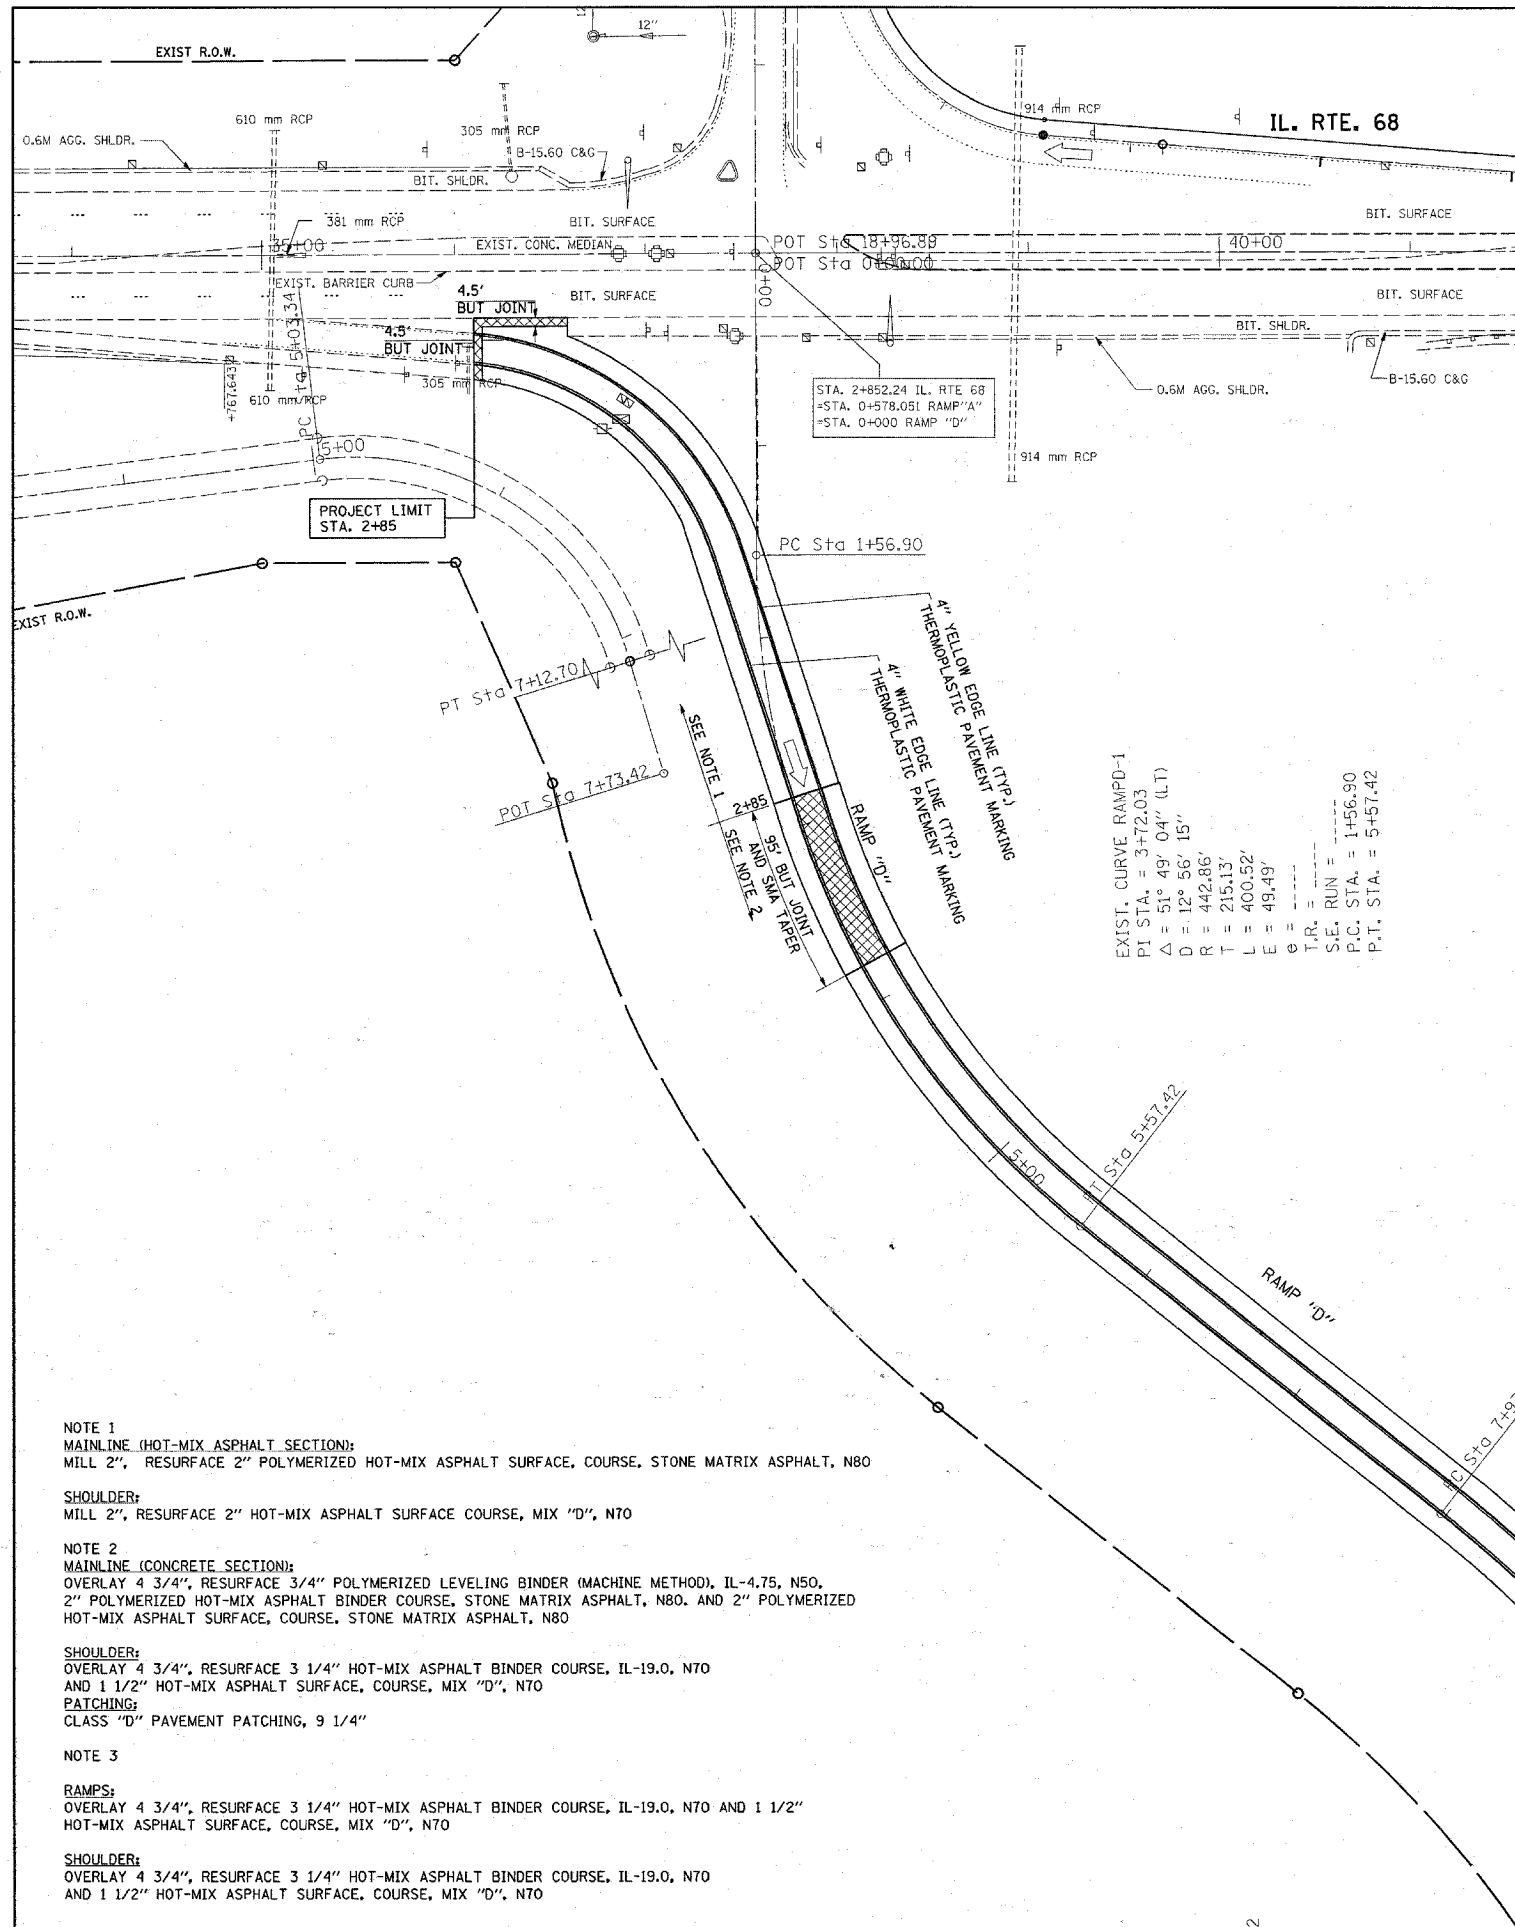 EXIST R.O.W.
12"
12
610 mm RCP
305 mm RCP
914 mm RCP
IL. RTE. 68
0.6M AGG. SHLDR.
B-15.60 C&G
BIT. SHLDR.
381 mm RCP
BIT. SURFACE
BIT. SURFACE
35+00
EXIST. CONC. MEDIAN
POT Sta 18+96.89
40+00
POT Sta 0+00.00
EXIST. BARRIER CURB
0+00
4.5'
BUT JOINT
BIT. SURFACE
BIT. SURFACE
4.5'
BUT JOINT
BIT. SHLDR.
305 mm RCP
+767.643
610 mm RCP
PC Sta 5+03.34
STA. 2+852.24 IL. RTE 68
=STA. 0+578.051 RAMP"A"
=STA. 0+000 RAMP "D"
0.6M AGG. SHLDR.
B-15.60 C&G
5+00
914 mm RCP
PROJECT LIMIT
STA. 2+85
PC Sta 1+56.90
EXIST R.O.W.
4" YELLOW EDGE LINE (TYP.)
THERMOPLASTIC PAVEMENT MARKING
4" WHITE EDGE LINE (TYP.)
THERMOPLASTIC PAVEMENT MARKING
PT Sta 7+12.70
POT Sta 7+73.42
SEE NOTE 1
2+85
SEE NOTE 2
95' BUT JOINT
AND SMA TAPER
RAMP "D"
EXIST. CURVE RAMPD-1
PI STA. = 3+72.03
Δ = 51° 49' 04" (LT)
D = 12° 56' 15"
R = 442.86'
T = 215.13'
L = 400.52'
E = 49.49'
e = -----
T.R. = -----
S.E. RUN = -----
P.C. STA. = 1+56.90
P.T. STA. = 5+57.42
5+00
PT Sta 5+57.42
RAMP "D"
NOTE 1
MAINLINE (HOT-MIX ASPHALT SECTION):
MILL 2", RESURFACE 2" POLYMERIZED HOT-MIX ASPHALT SURFACE, COURSE, STONE MATRIX ASPHALT, N80
SHOULDER:
MILL 2", RESURFACE 2" HOT-MIX ASPHALT SURFACE COURSE, MIX "D", N70
NOTE 2
MAINLINE (CONCRETE SECTION):
OVERLAY 4 3/4", RESURFACE 3/4" POLYMERIZED LEVELING BINDER (MACHINE METHOD), IL-4.75, N50,
2" POLYMERIZED HOT-MIX ASPHALT BINDER COURSE, STONE MATRIX ASPHALT, N80. AND 2" POLYMERIZED
HOT-MIX ASPHALT SURFACE, COURSE, STONE MATRIX ASPHALT, N80
SHOULDER:
OVERLAY 4 3/4", RESURFACE 3 1/4" HOT-MIX ASPHALT BINDER COURSE, IL-19.0, N70
AND 1 1/2" HOT-MIX ASPHALT SURFACE, COURSE, MIX "D", N70
PATCHING:
CLASS "D" PAVEMENT PATCHING, 9 1/4"
NOTE 3
RAMPS:
OVERLAY 4 3/4", RESURFACE 3 1/4" HOT-MIX ASPHALT BINDER COURSE, IL-19.0, N70 AND 1 1/2"
HOT-MIX ASPHALT SURFACE, COURSE, MIX "D", N70
SHOULDER:
OVERLAY 4 3/4", RESURFACE 3 1/4" HOT-MIX ASPHALT BINDER COURSE, IL-19.0, N70
AND 1 1/2" HOT-MIX ASPHALT SURFACE, COURSE, MIX "D", N70
2